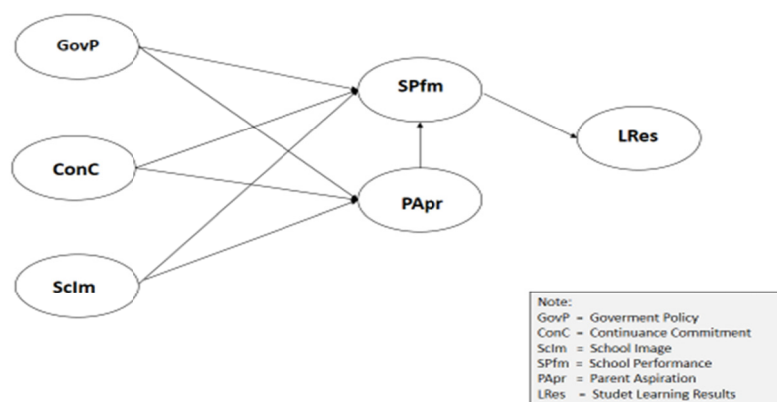 GovP
SPfm
LRes
ConC
PApr
ScIm
Note:
GovP = Goverment Policy
ConC = Continuance Commitment
ScIm = School Image
SPfm = School Performance
PApr = Parent Aspiration
LRes = Studet Learning Results